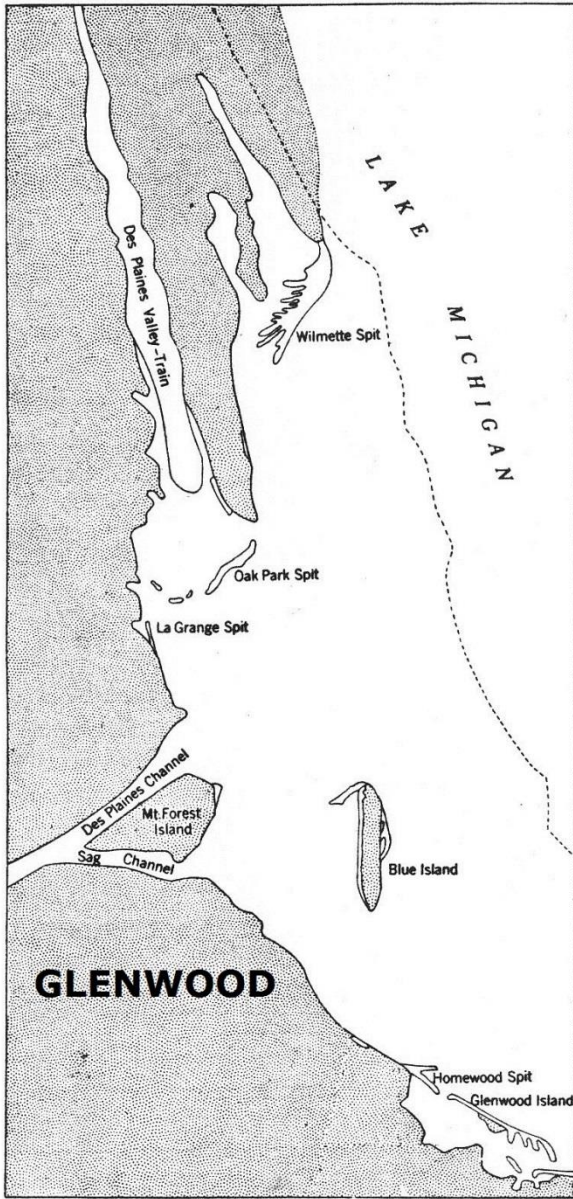 LAKE
MICHIGAN
Des Plaines Valley-Train
Wilmette Spit
Oak Park Spit
La Grange Spit
Des Plaines Channel
Mt. Forest
Island
Sag Channel
Blue Island
GLENWOOD
Homewood Spit
Glenwood Island